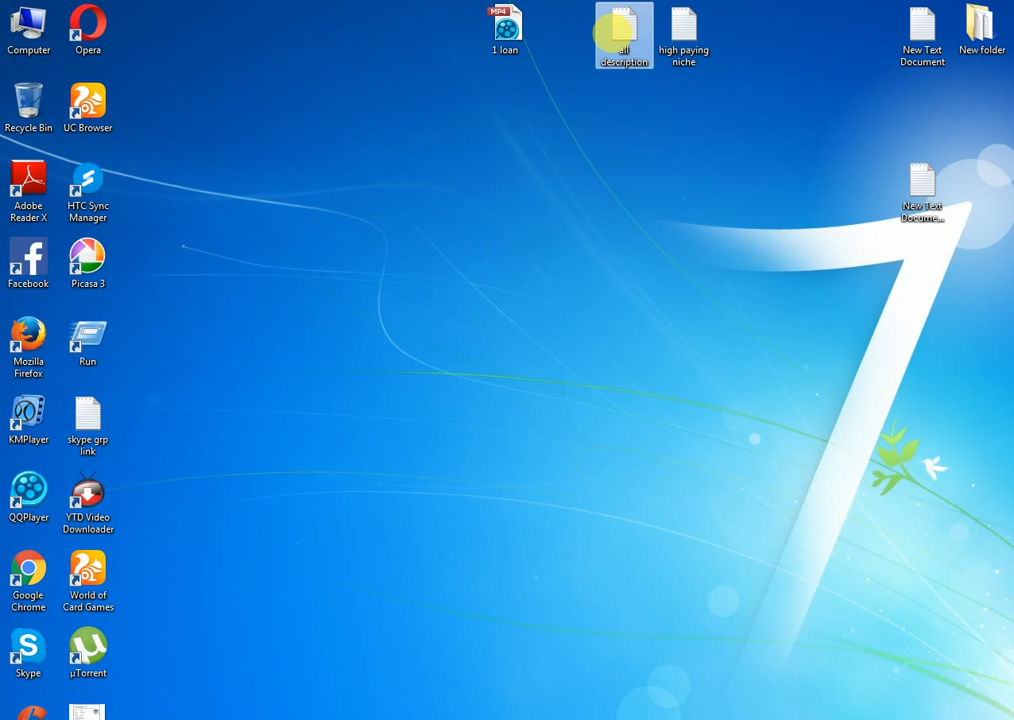 Computer
Opera
MP4
1 loan
all
description
high paying
niche
New Text
Document
New folder
Recycle Bin
UC Browser
Adobe
Reader X
HTC Sync
Manager
New Text
Docume...
Facebook
Picasa 3
Mozilla
Firefox
Run
KMPlayer
skype grp
link
QQPlayer
YTD Video
Downloader
Google
Chrome
World of
Card Games
Skype
µTorrent